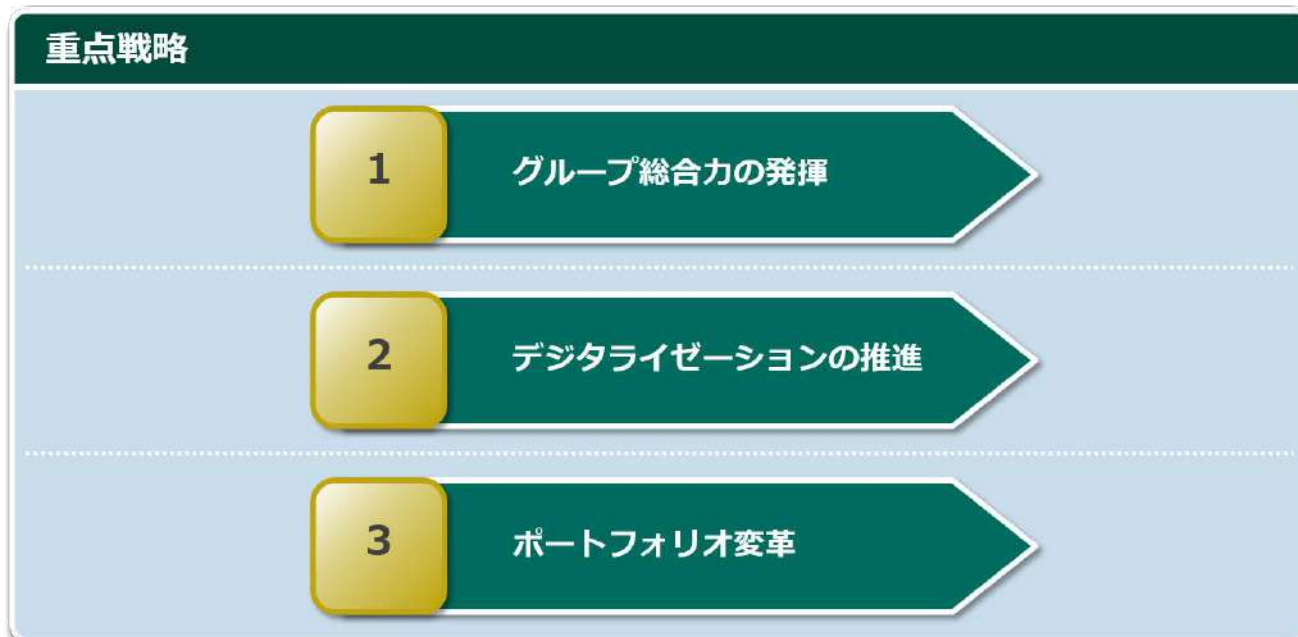 重点戦略
1
グループ総合力の発揮
2
デジタライゼーションの推進
3
ポートフォリオ変革